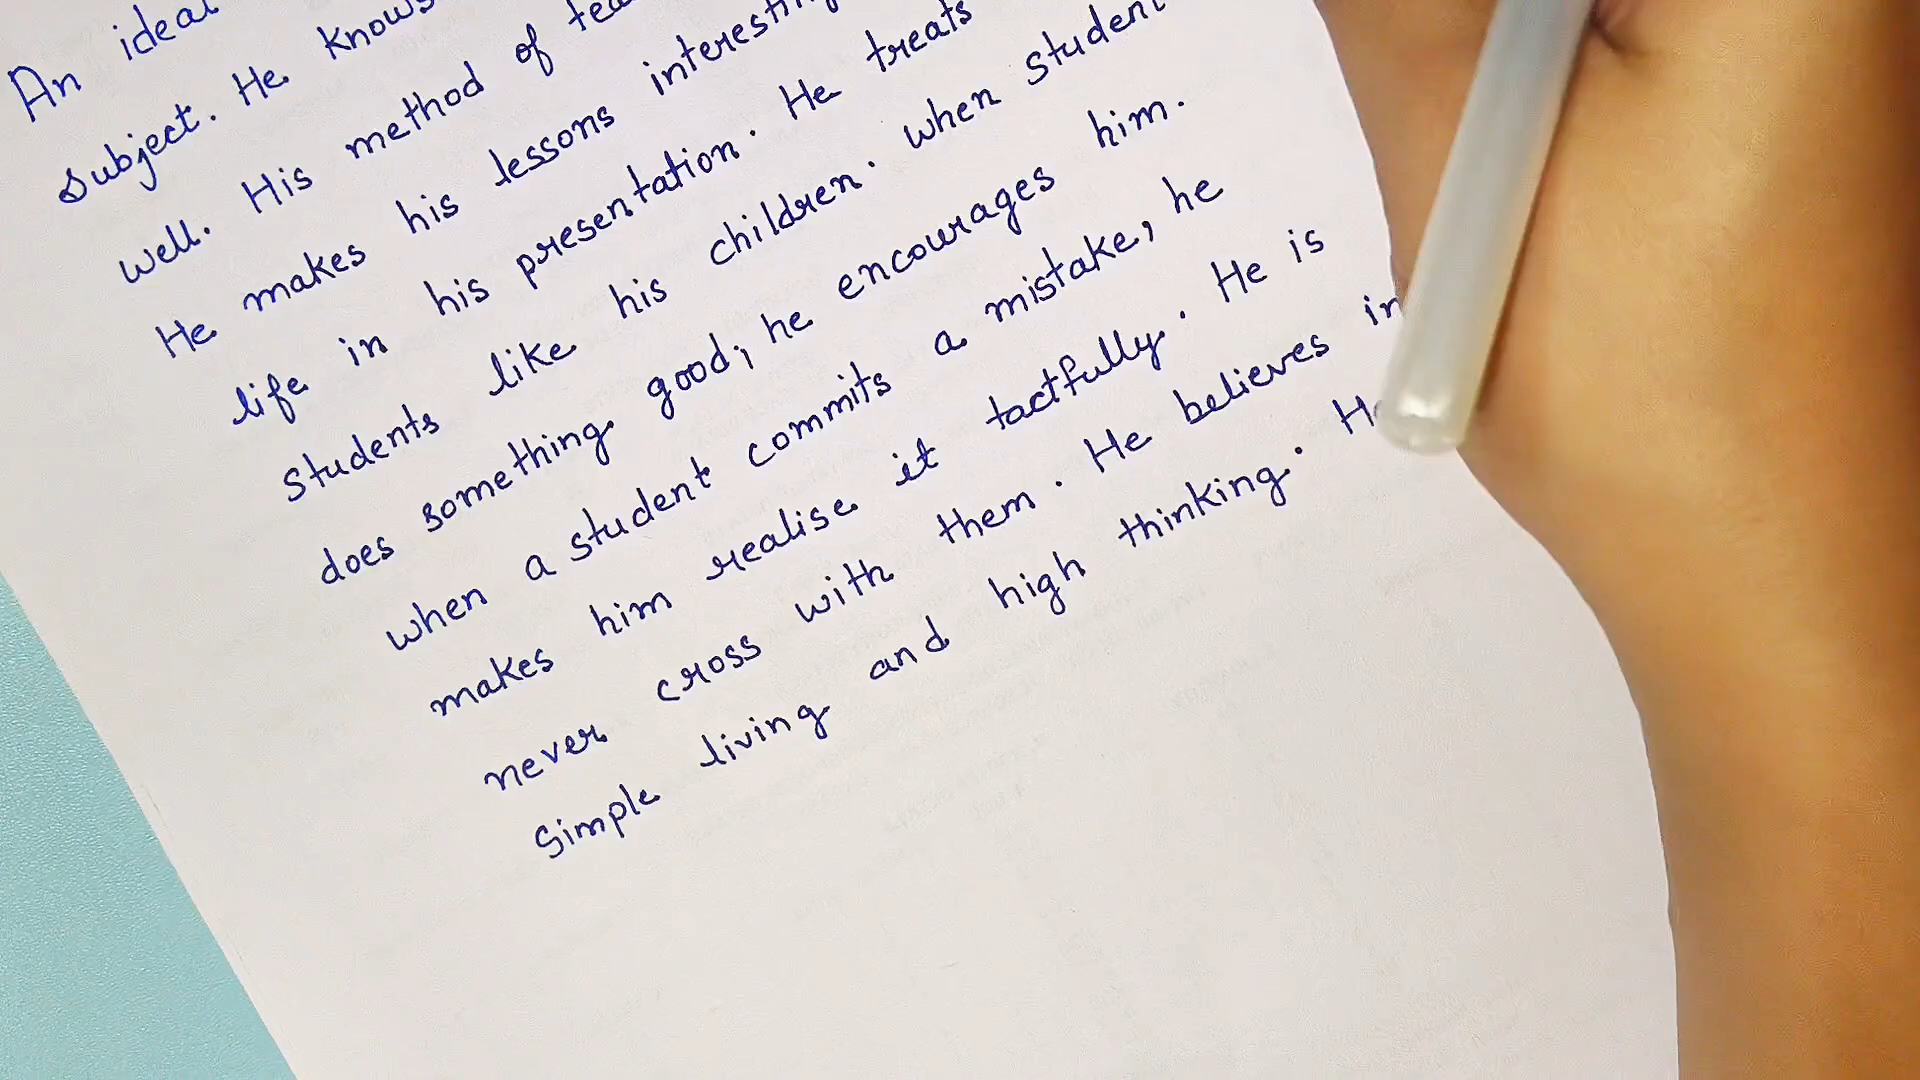 An ideal
subject. He knows
well. His method of
He makes his lessons interesting
life in his presentation. He treats
students like his children. when student
does something good, he encourages him.
when a student commits a mistake, he
makes him realise it tactfully. He is
never cross with them. He believes in
Simple living and high thinking. He